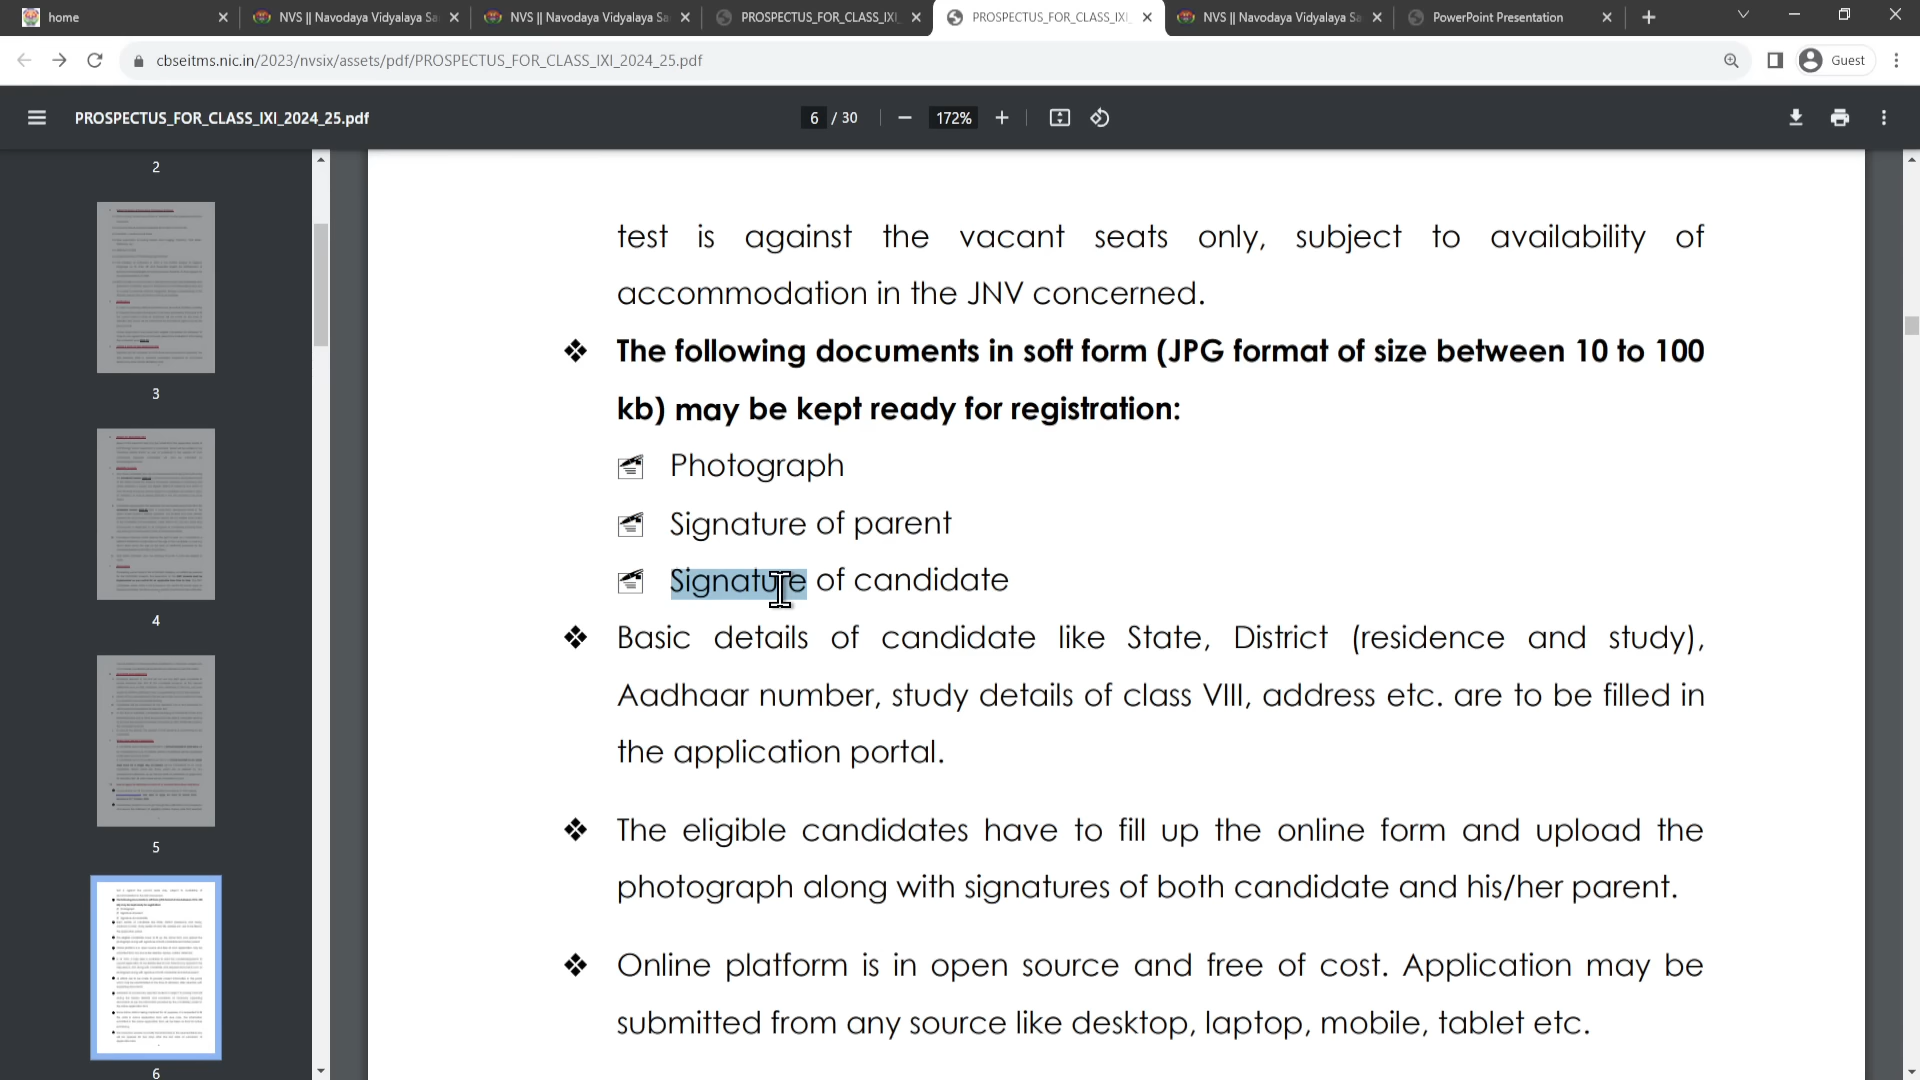 home
NVS || Navodaya Vidyalaya Sa
NVS || Navodaya Vidyalaya Sa
PROSPECTUS_FOR_CLASS_IXI_
PROSPECTUS_FOR_CLASS_IXI_
NVS || Navodaya Vidyalaya Sa
PowerPoint Presentation
cbseitms.nic.in/2023/nvsix/assets/pdf/PROSPECTUS_FOR_CLASS_IXI_2024_25.pdf
Guest
PROSPECTUS_FOR_CLASS_IXI_2024_25.pdf
6 / 30
172%
2
3
4
5
6
test is against the vacant seats only, subject to availability of
accommodation in the JNV concerned.
❖ The following documents in soft form (JPG format of size between 10 to 100
kb) may be kept ready for registration:
Photograph
Signature of parent
Signature of candidate
❖ Basic details of candidate like State, District (residence and study),
Aadhaar number, study details of class VIII, address etc. are to be filled in
the application portal.
❖ The eligible candidates have to fill up the online form and upload the
photograph along with signatures of both candidate and his/her parent.
❖ Online platform is in open source and free of cost. Application may be
submitted from any source like desktop, laptop, mobile, tablet etc.